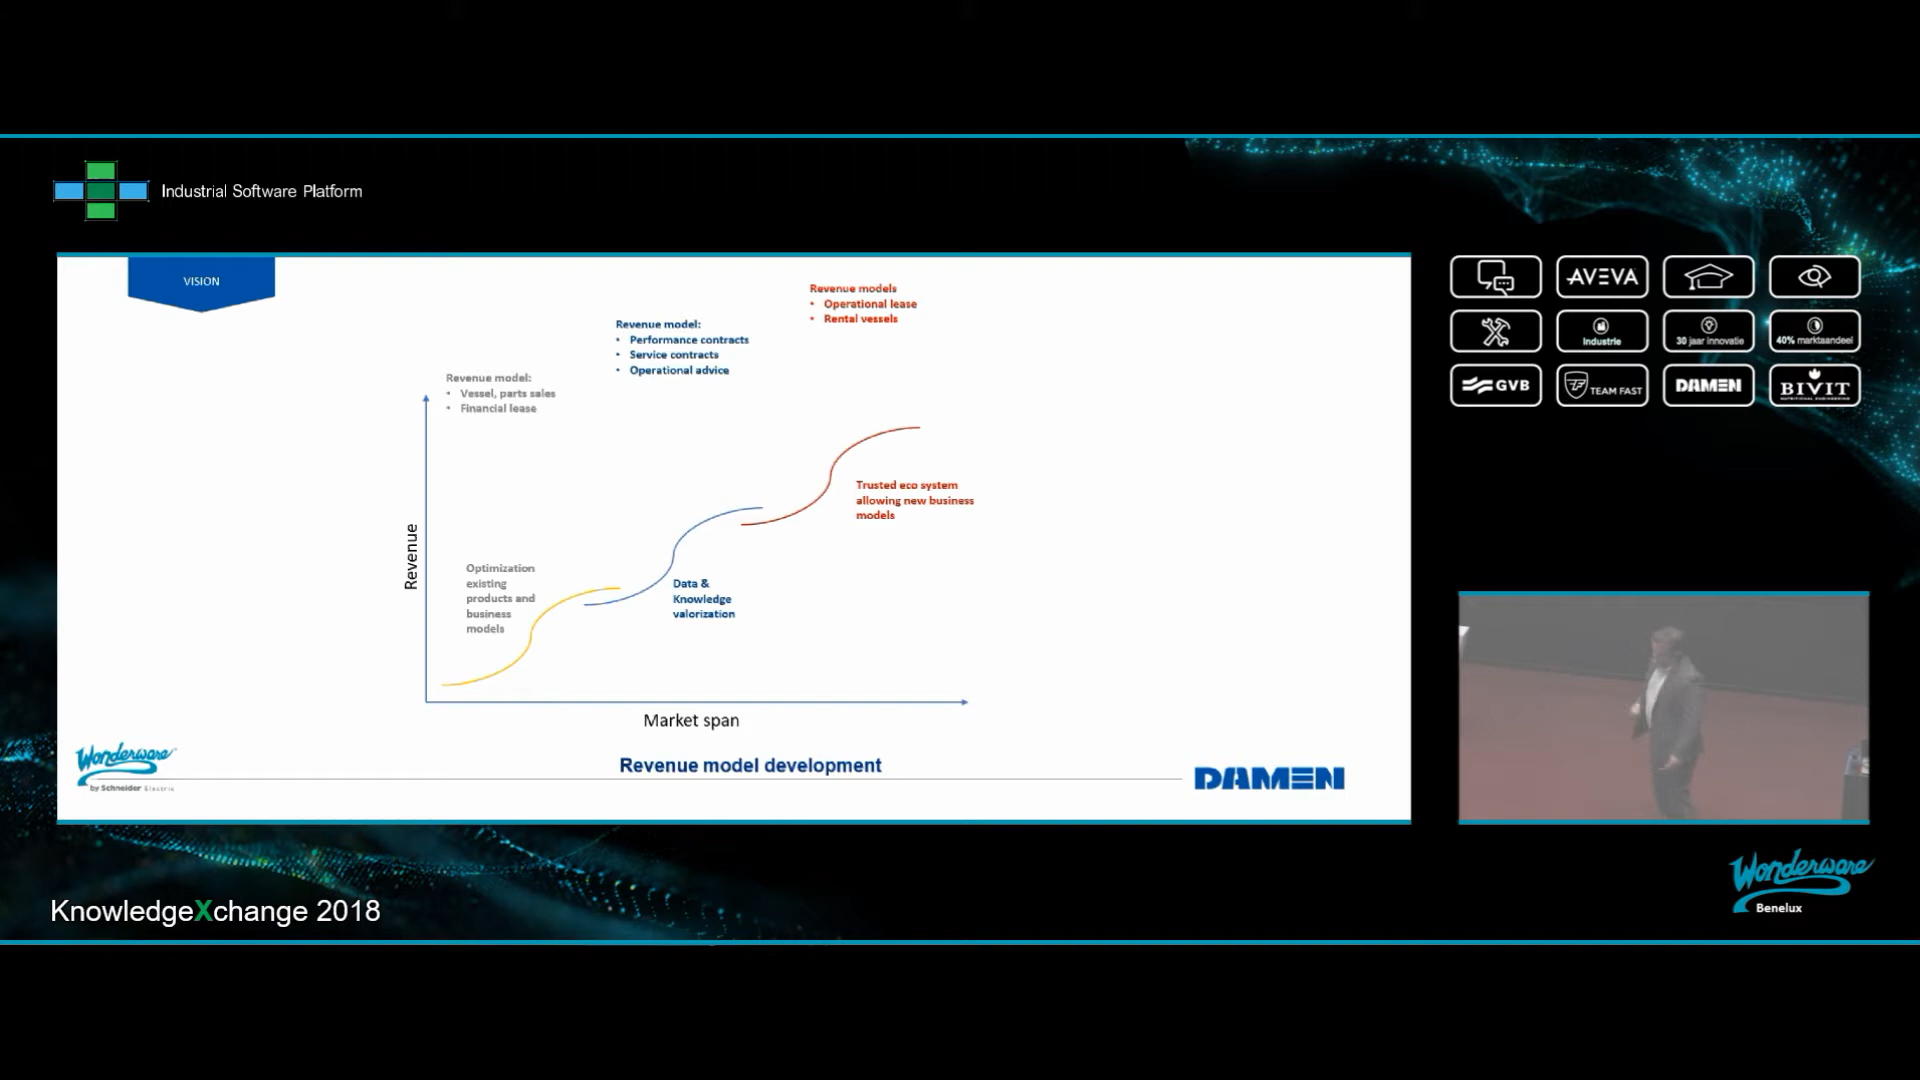 Industrial Software Platform
VISION
Revenue models
• Operational lease
• Rental vessels
Revenue model:
• Performance contracts
• Service contracts
• Operational advice
Revenue model:
• Vessel, parts sales
• Financial lease
Revenue
Trusted eco system
allowing new business
models
Optimization
existing
products and
business
models
Data &
Knowledge
valorization
Market span
Revenue model development
Wonderware
by Schneider Electric
DAMEN
AVEVA
Industrie
30 jaar innovatie
40% marktaandeel
GVB
TEAM FAST
DAMEN
BIVIT
NUTRITIONAL ENGINEERING
KnowledgeXchange 2018
Wonderware
Benelux